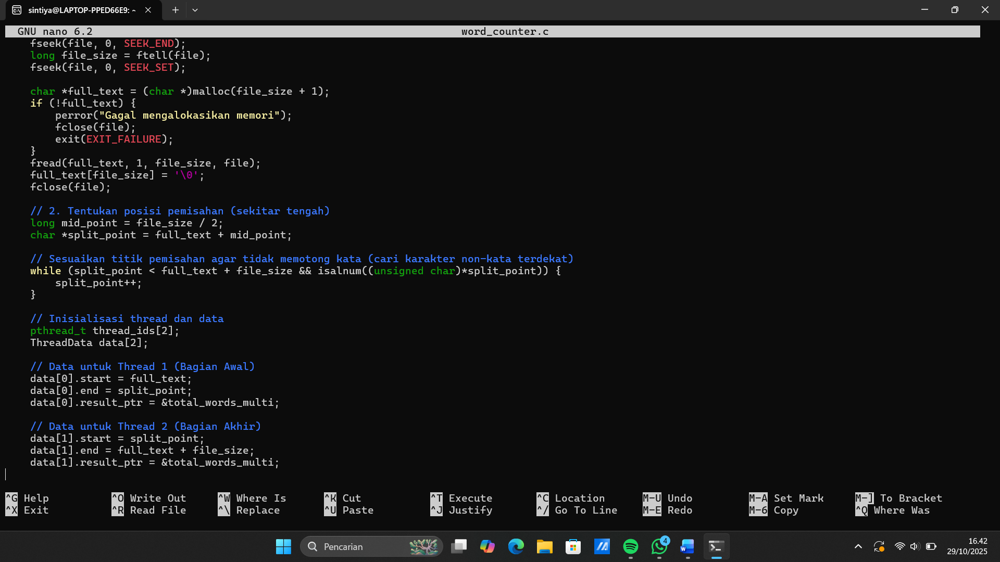 sintiya@LAPTOP-PPED66E9: ~
GNU nano 6.2 word_counter.c
fseek(file, 0, SEEK_END);
long file_size = ftell(file);
fseek(file, 0, SEEK_SET);
char *full_text = (char *)malloc(file_size + 1);
if (!full_text) {
perror("Gagal mengalokasikan memori");
fclose(file);
exit(EXIT_FAILURE);
}
fread(full_text, 1, file_size, file);
full_text[file_size] = '\0';
fclose(file);
// 2. Tentukan posisi pemisahan (sekitar tengah)
long mid_point = file_size / 2;
char *split_point = full_text + mid_point;
// Sesuaikan titik pemisahan agar tidak memotong kata (cari karakter non-kata terdekat)
while (split_point < full_text + file_size && isalnum((unsigned char)*split_point)) {
split_point++;
}
// Inisialisasi thread dan data
pthread_t thread_ids[2];
ThreadData data[2];
// Data untuk Thread 1 (Bagian Awal)
data[0].start = full_text;
data[0].end = split_point;
data[0].result_ptr = &total_words_multi;
// Data untuk Thread 2 (Bagian Akhir)
data[1].start = split_point;
data[1].end = full_text + file_size;
data[1].result_ptr = &total_words_multi;
^G Help ^O Write Out ^W Where Is ^K Cut ^T Execute ^C Location M-U Undo M-A Set Mark M-] To Bracket
^X Exit ^R Read File ^\ Replace ^U Paste ^J Justify ^/ Go To Line M-E Redo M-6 Copy ^Q Where Was
Pencarian
4
16.42
29/10/2025